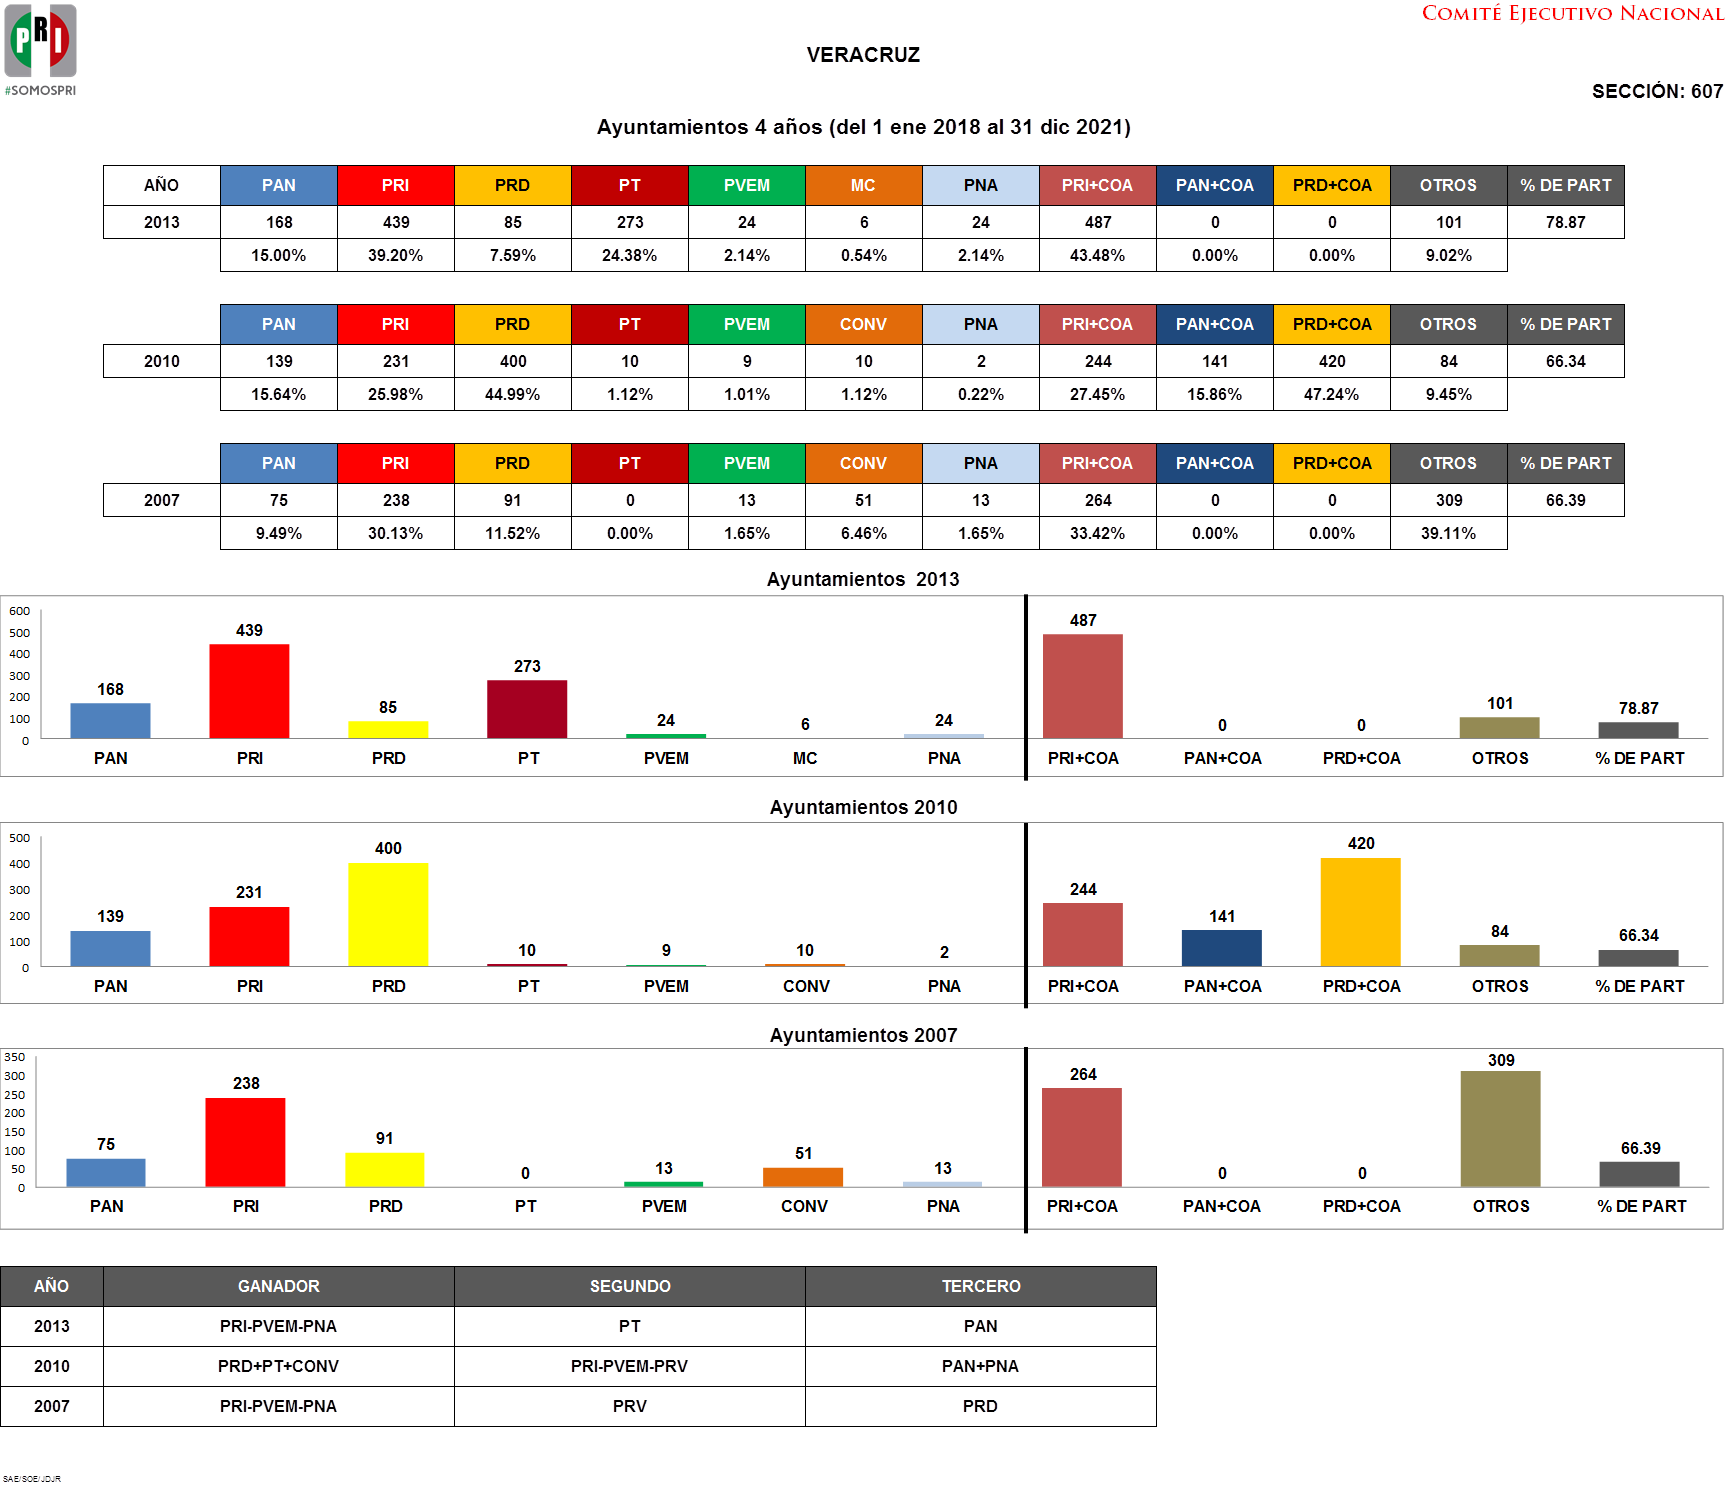 PRI
COMITÉ EJECUTIVO NACIONAL
VERACRUZ
#SOMOSPRI
SECCIÓN: 607
Ayuntamientos 4 años (del 1 ene 2018 al 31 dic 2021)
AÑO PAN PRI PRD PT PVEM MC PNA PRI+COA PAN+COA PRD+COA OTROS % DE PART
2013 168 439 85 273 24 6 24 487 0 0 101 78.87
15.00% 39.20% 7.59% 24.38% 2.14% 0.54% 2.14% 43.48% 0.00% 0.00% 9.02%
PAN PRI PRD PT PVEM CONV PNA PRI+COA PAN+COA PRD+COA OTROS % DE PART
2010 139 231 400 10 9 10 2 244 141 420 84 66.34
15.64% 25.98% 44.99% 1.12% 1.01% 1.12% 0.22% 27.45% 15.86% 47.24% 9.45%
PAN PRI PRD PT PVEM CONV PNA PRI+COA PAN+COA PRD+COA OTROS % DE PART
2007 75 238 91 0 13 51 13 264 0 0 309 66.39
9.49% 30.13% 11.52% 0.00% 1.65% 6.46% 1.65% 33.42% 0.00% 0.00% 39.11%
Ayuntamientos 2013
600
500
400
300
200
100
0
168 439 85 273 24 6 24 487 0 0 101 78.87
PAN PRI PRD PT PVEM MC PNA PRI+COA PAN+COA PRD+COA OTROS % DE PART
Ayuntamientos 2010
500
400
300
200
100
0
139 231 400 10 9 10 2 244 141 420 84 66.34
PAN PRI PRD PT PVEM CONV PNA PRI+COA PAN+COA PRD+COA OTROS % DE PART
Ayuntamientos 2007
350
300
250
200
150
100
50
0
75 238 91 0 13 51 13 264 0 0 309 66.39
PAN PRI PRD PT PVEM CONV PNA PRI+COA PAN+COA PRD+COA OTROS % DE PART
AÑO GANADOR SEGUNDO TERCERO
2013 PRI-PVEM-PNA PT PAN
2010 PRD+PT+CONV PRI-PVEM-PRV PAN+PNA
2007 PRI-PVEM-PNA PRV PRD
SAE/SOE/JDJR